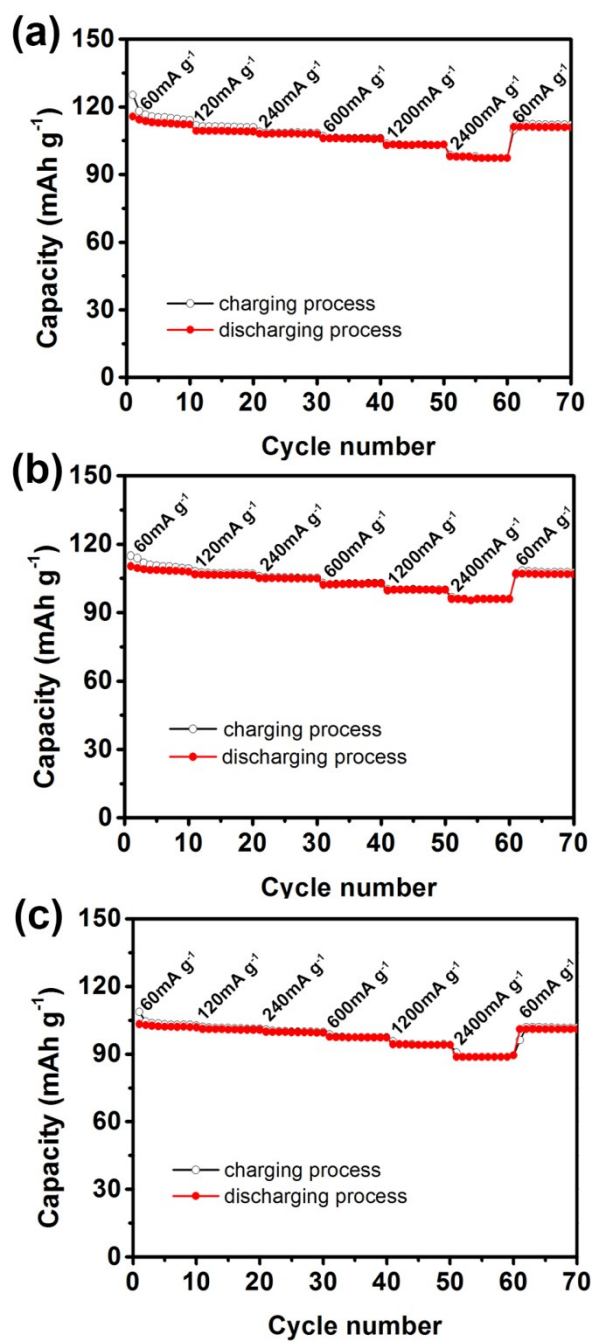 (a)
150
120
90
60
30
0
Capacity (mAh g⁻¹)
60mA g⁻¹
120mA g⁻¹
240mA g⁻¹
600mA g⁻¹
1200mA g⁻¹
2400mA g⁻¹
60mA g⁻¹
charging process
discharging process
0 10 20 30 40 50 60 70
Cycle number
(b)
150
120
90
60
30
0
Capacity (mAh g⁻¹)
60mA g⁻¹
120mA g⁻¹
240mA g⁻¹
600mA g⁻¹
1200mA g⁻¹
2400mA g⁻¹
60mA g⁻¹
charging process
discharging process
0 10 20 30 40 50 60 70
Cycle number
(c)
150
120
90
60
30
0
Capacity (mAh g⁻¹)
60mA g⁻¹
120mA g⁻¹
240mA g⁻¹
600mA g⁻¹
1200mA g⁻¹
2400mA g⁻¹
60mA g⁻¹
charging process
discharging process
0 10 20 30 40 50 60 70
Cycle number